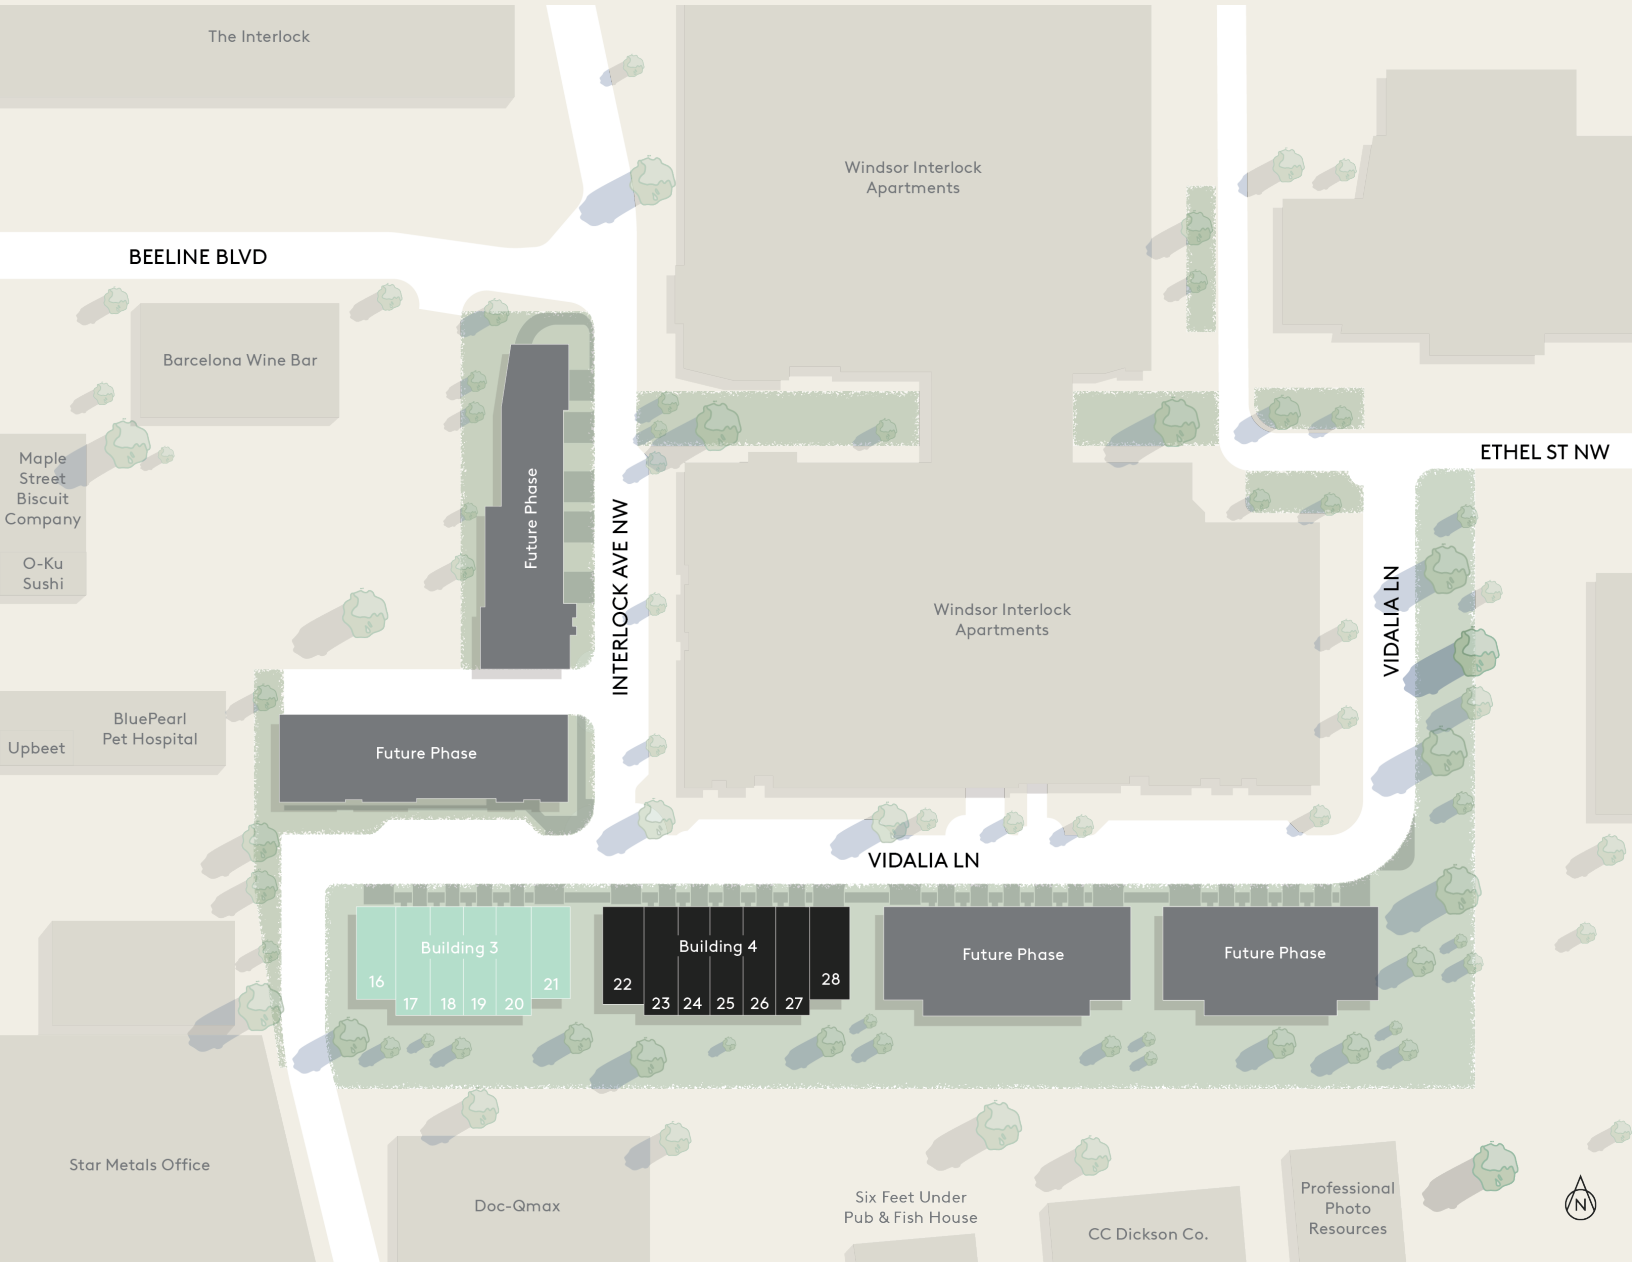 The Interlock
Windsor Interlock
Apartments
BEELINE BLVD
Barcelona Wine Bar
Maple
Street
Biscuit
Company
O-Ku
Sushi
Future Phase
INTERLOCK AVE NW
ETHEL ST NW
Windsor Interlock
Apartments
VIDALIA LN
BluePearl
Pet Hospital
Upbeet
Future Phase
VIDALIA LN
Building 3
16
17
18
19
20
21
Building 4
22
23
24
25
26
27
28
Future Phase
Future Phase
Star Metals Office
Doc-Qmax
Six Feet Under
Pub & Fish House
CC Dickson Co.
Professional
Photo
Resources
N